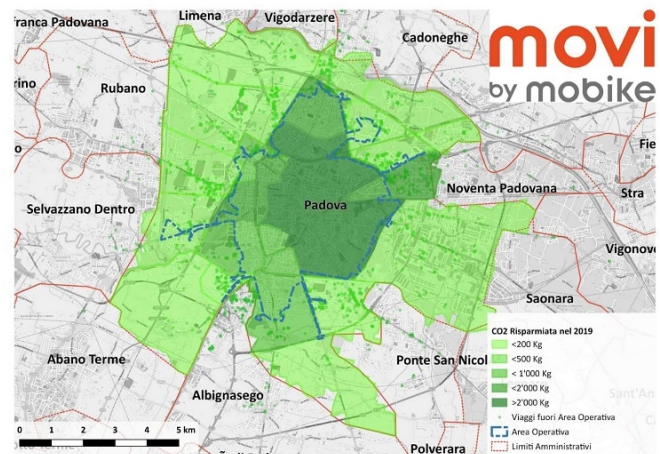 Limena
Vigodarzere
movi
by mobike
Franca Padovana
Cadoneghe
rino
Rubano
o
Fie
Noventa Padovana
Stra
Padova
Selvazzano Dentro
Vigonov
Saonara
CO2 Risparmiata nel 2019
<200 Kg
<500 Kg
< 1'000 Kg
<2'000 Kg
>2'000 Kg
Viaggi fuori Area Operativa
Area Operativa
Limiti Amministrativi
Abano Terme
Ponte San Nicol
Albignasego
Sant'An
0 1 2 3 4 5 km
Polverara